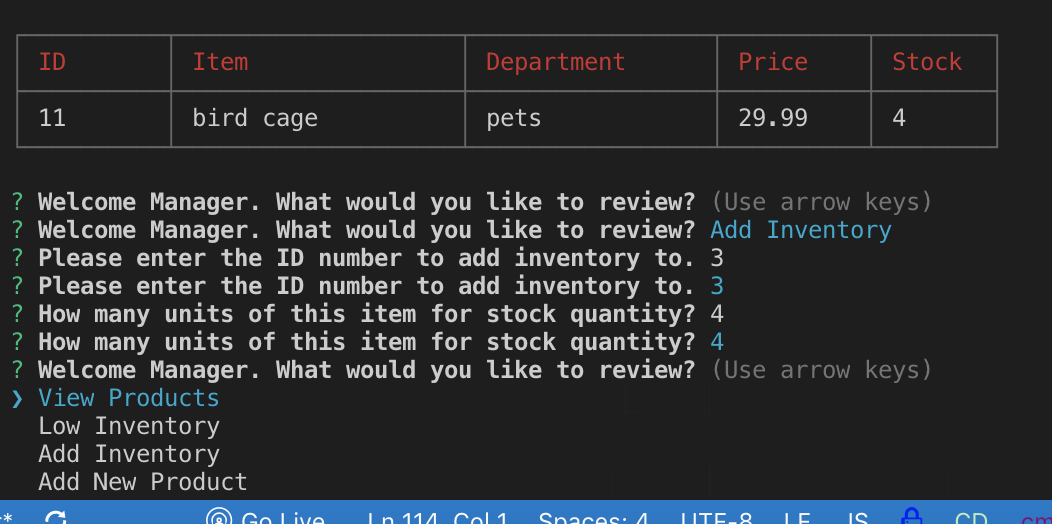 ID Item Department Price Stock
11 bird cage pets 29.99 4
? Welcome Manager. What would you like to review? (Use arrow keys)
? Welcome Manager. What would you like to review? Add Inventory
? Please enter the ID number to add inventory to. 3
? Please enter the ID number to add inventory to. 3
? How many units of this item for stock quantity? 4
? How many units of this item for stock quantity? 4
? Welcome Manager. What would you like to review? (Use arrow keys)
❯ View Products
Low Inventory
Add Inventory
Add New Product
Go Live Ln 114, Col 1 Spaces: 4 UTF-8 LF JS